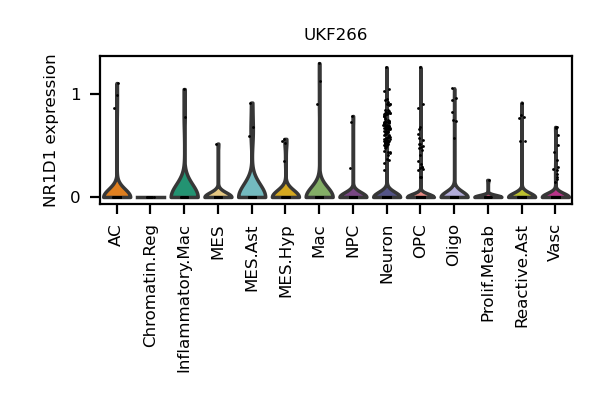 UKF266
NR1D1 expression
1
0
AC
Chromatin.Reg
Inflammatory.Mac
MES
MES.Ast
MES.Hyp
Mac
NPC
Neuron
OPC
Oligo
Prolif.Metab
Reactive.Ast
Vasc